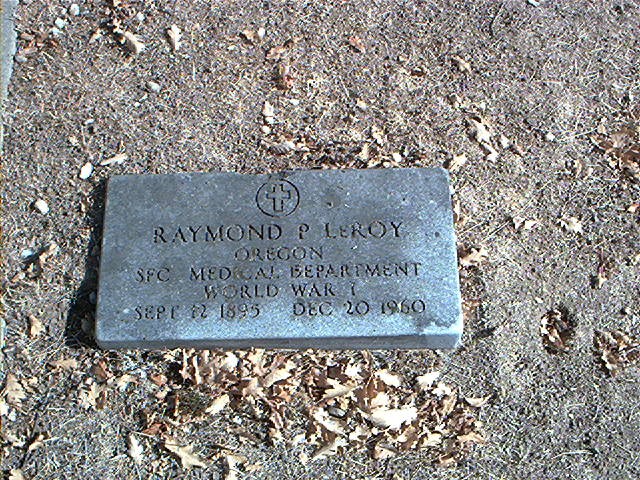 RAYMOND P LEROY
OREGON
SFC MEDICAL DEPARTMENT
WORLD WAR I
SEPT 12 1895 DEC 20 1960